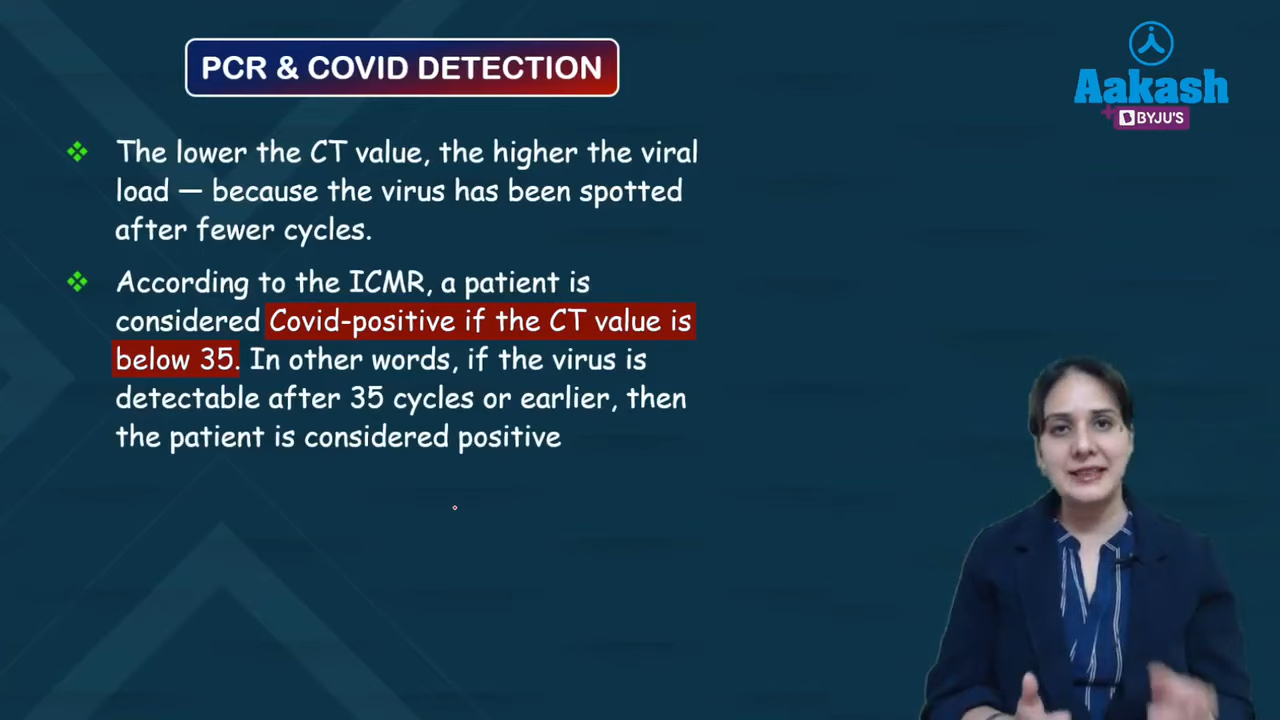 PCR & COVID DETECTION
Aakash
BYJU'S
The lower the CT value, the higher the viral
load — because the virus has been spotted
after fewer cycles.
According to the ICMR, a patient is
considered Covid-positive if the CT value is
below 35. In other words, if the virus is
detectable after 35 cycles or earlier, then
the patient is considered positive